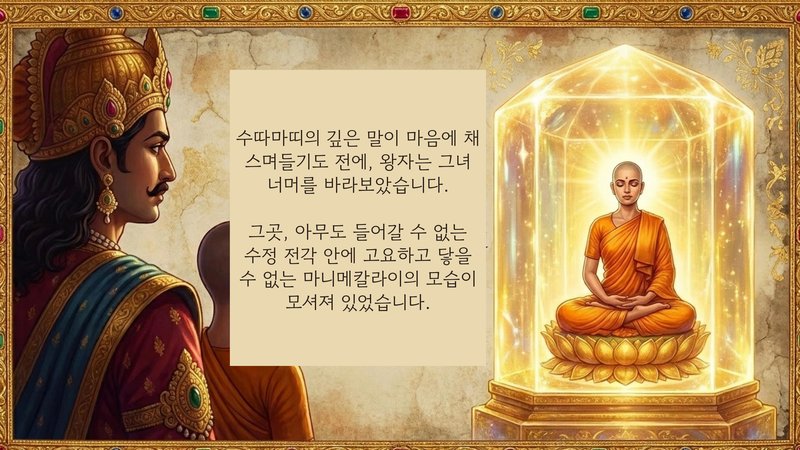 수따마띠의 깊은 말이 마음에 채
스며들기도 전에, 왕자는 그녀
너머를 바라보았습니다.
그곳, 아무도 들어갈 수 없는
수정 전각 안에 고요하고 닿을
수 없는 마니메칼라이의 모습이
모셔져 있었습니다.